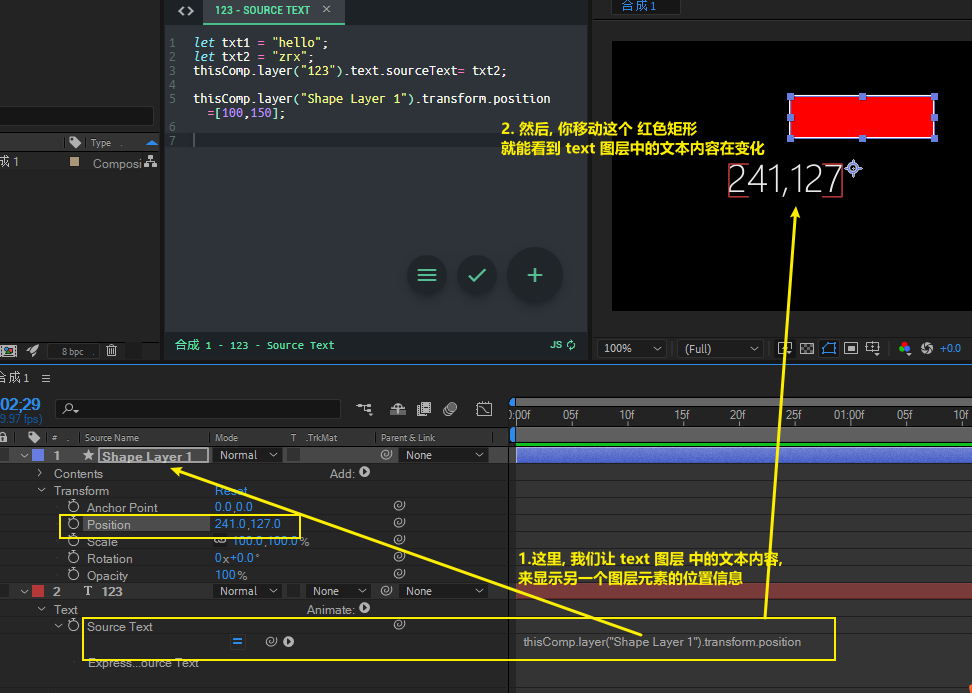 123 - SOURCE TEXT ×
合成 1
1 let txt1 = "hello";
2 let txt2 = "zrx";
3 thisComp.layer("123").text.sourceText= txt2;
4
5 thisComp.layer("Shape Layer 1").transform.position
=[100,150];
6
7
2. 然后, 你移动这个 红色矩形
就能看到 text 图层中的文本内容在变化
241,127
Type
成 1
Composi
合成 1 - 123 - Source Text
JS
8 bpc
100%
(Full)
+0.0
合成 1
02;29
9.97 fps)
:00f 05f 10f 15f 20f 25f 01:00f 05f 10f
# . Source Name Mode T .TrkMat Parent & Link
1 Shape Layer 1 Normal None
Contents Add:
Transform Reset
Anchor Point 0.0,0.0
Position 241.0,127.0
Scale 100.0,100.0%
Rotation 0x+0.0°
Opacity 100%
1.这里, 我们让 text 图层 中的文本内容,
来显示另一个图层元素的位置信息
2 T 123 Normal None None
Text Animate:
Source Text
thisComp.layer("Shape Layer 1").transform.position
Express...ource Text